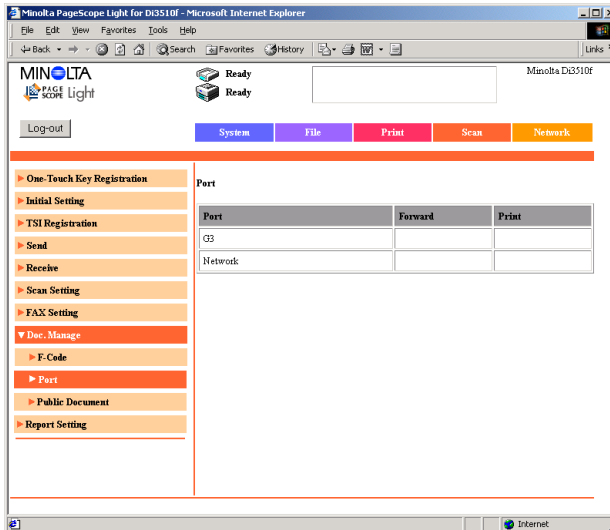 Minolta PageScope Light for Di3510f - Microsoft Internet Explorer
File Edit View Favorites Tools Help
Back Search Favorites History Links
MINOLTA
PAGE SCOPE Light
Ready
Ready
Minolta Di3510f
Log-out
System File Print Scan Network
One-Touch Key Registration
Initial Setting
TSI Registration
Send
Receive
Scan Setting
FAX Setting
Doc. Manage
F-Code
Port
Public Document
Report Setting
Port
Port Forward Print
G3
Network
Internet